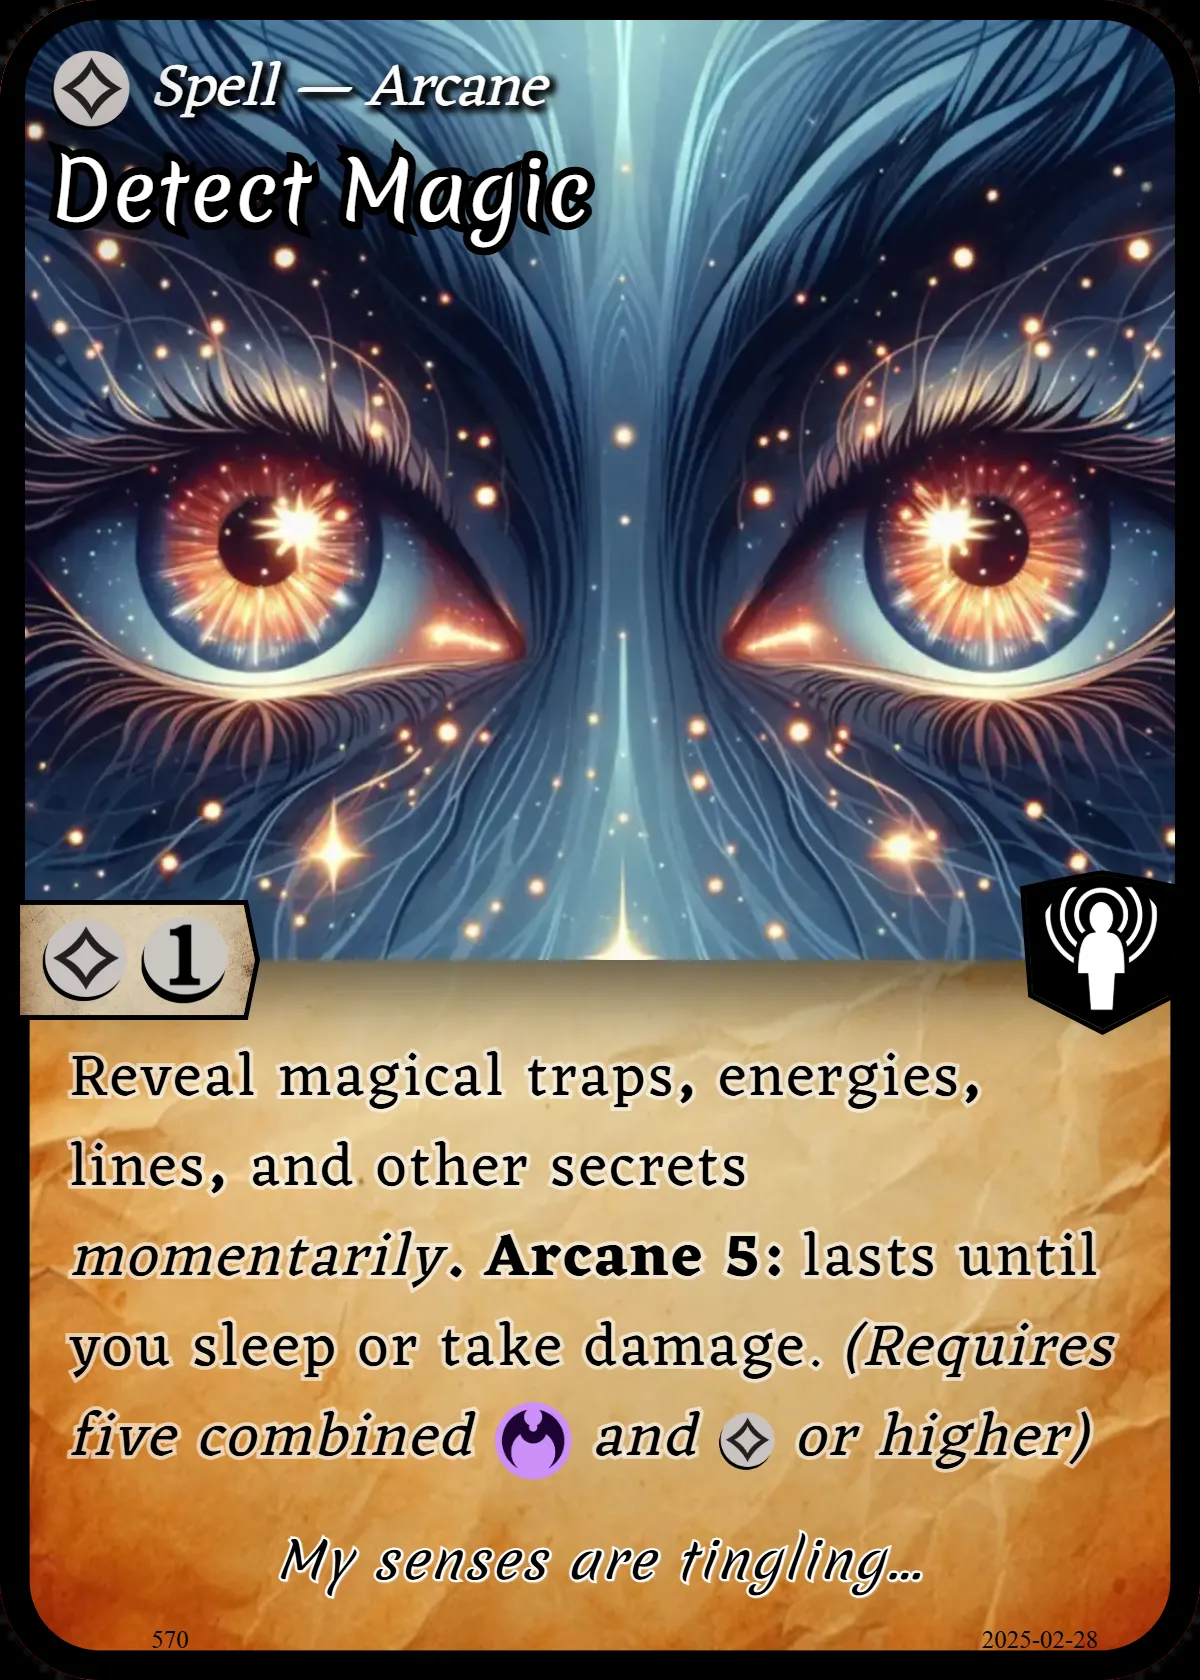 Spell — Arcane
Detect Magic
1
Reveal magical traps, energies,
lines, and other secrets
momentarily. Arcane 5: lasts until
you sleep or take damage. (Requires
five combined and or higher)
My senses are tingling...
570
2025-02-28